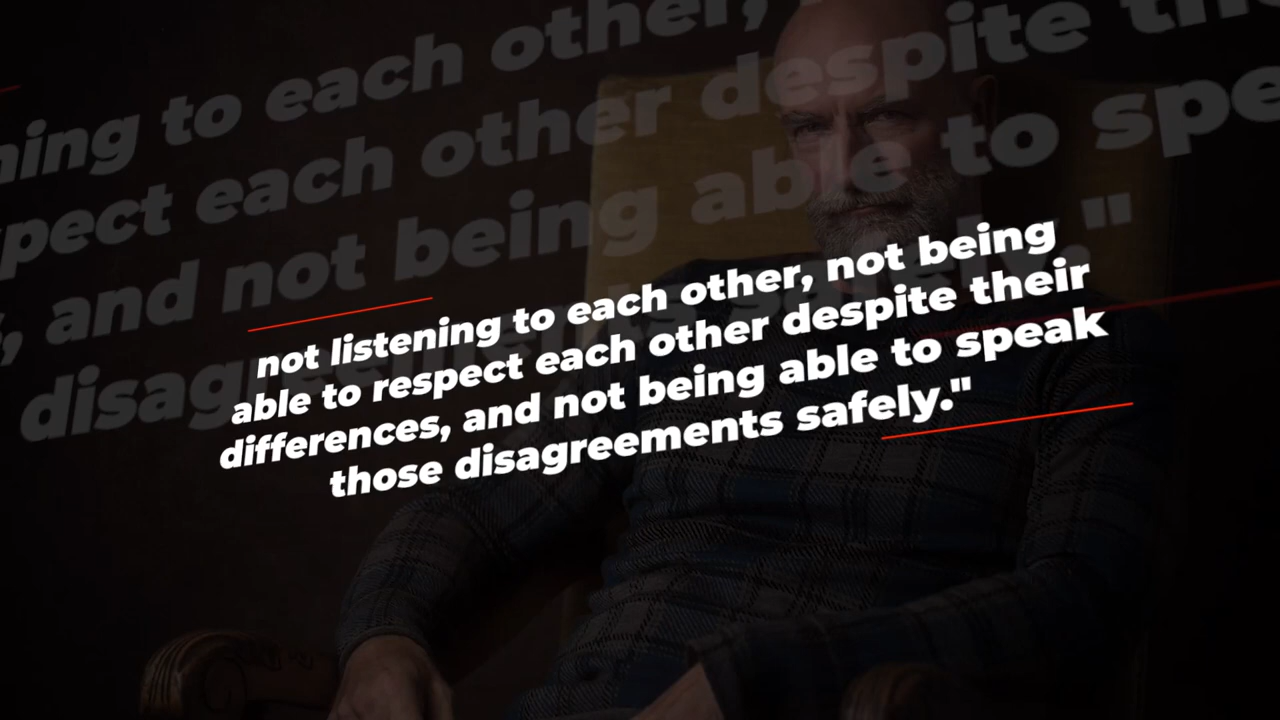 not listening to each other, not being
able to respect each other despite their
differences, and not being able to speak
those disagreements safely."